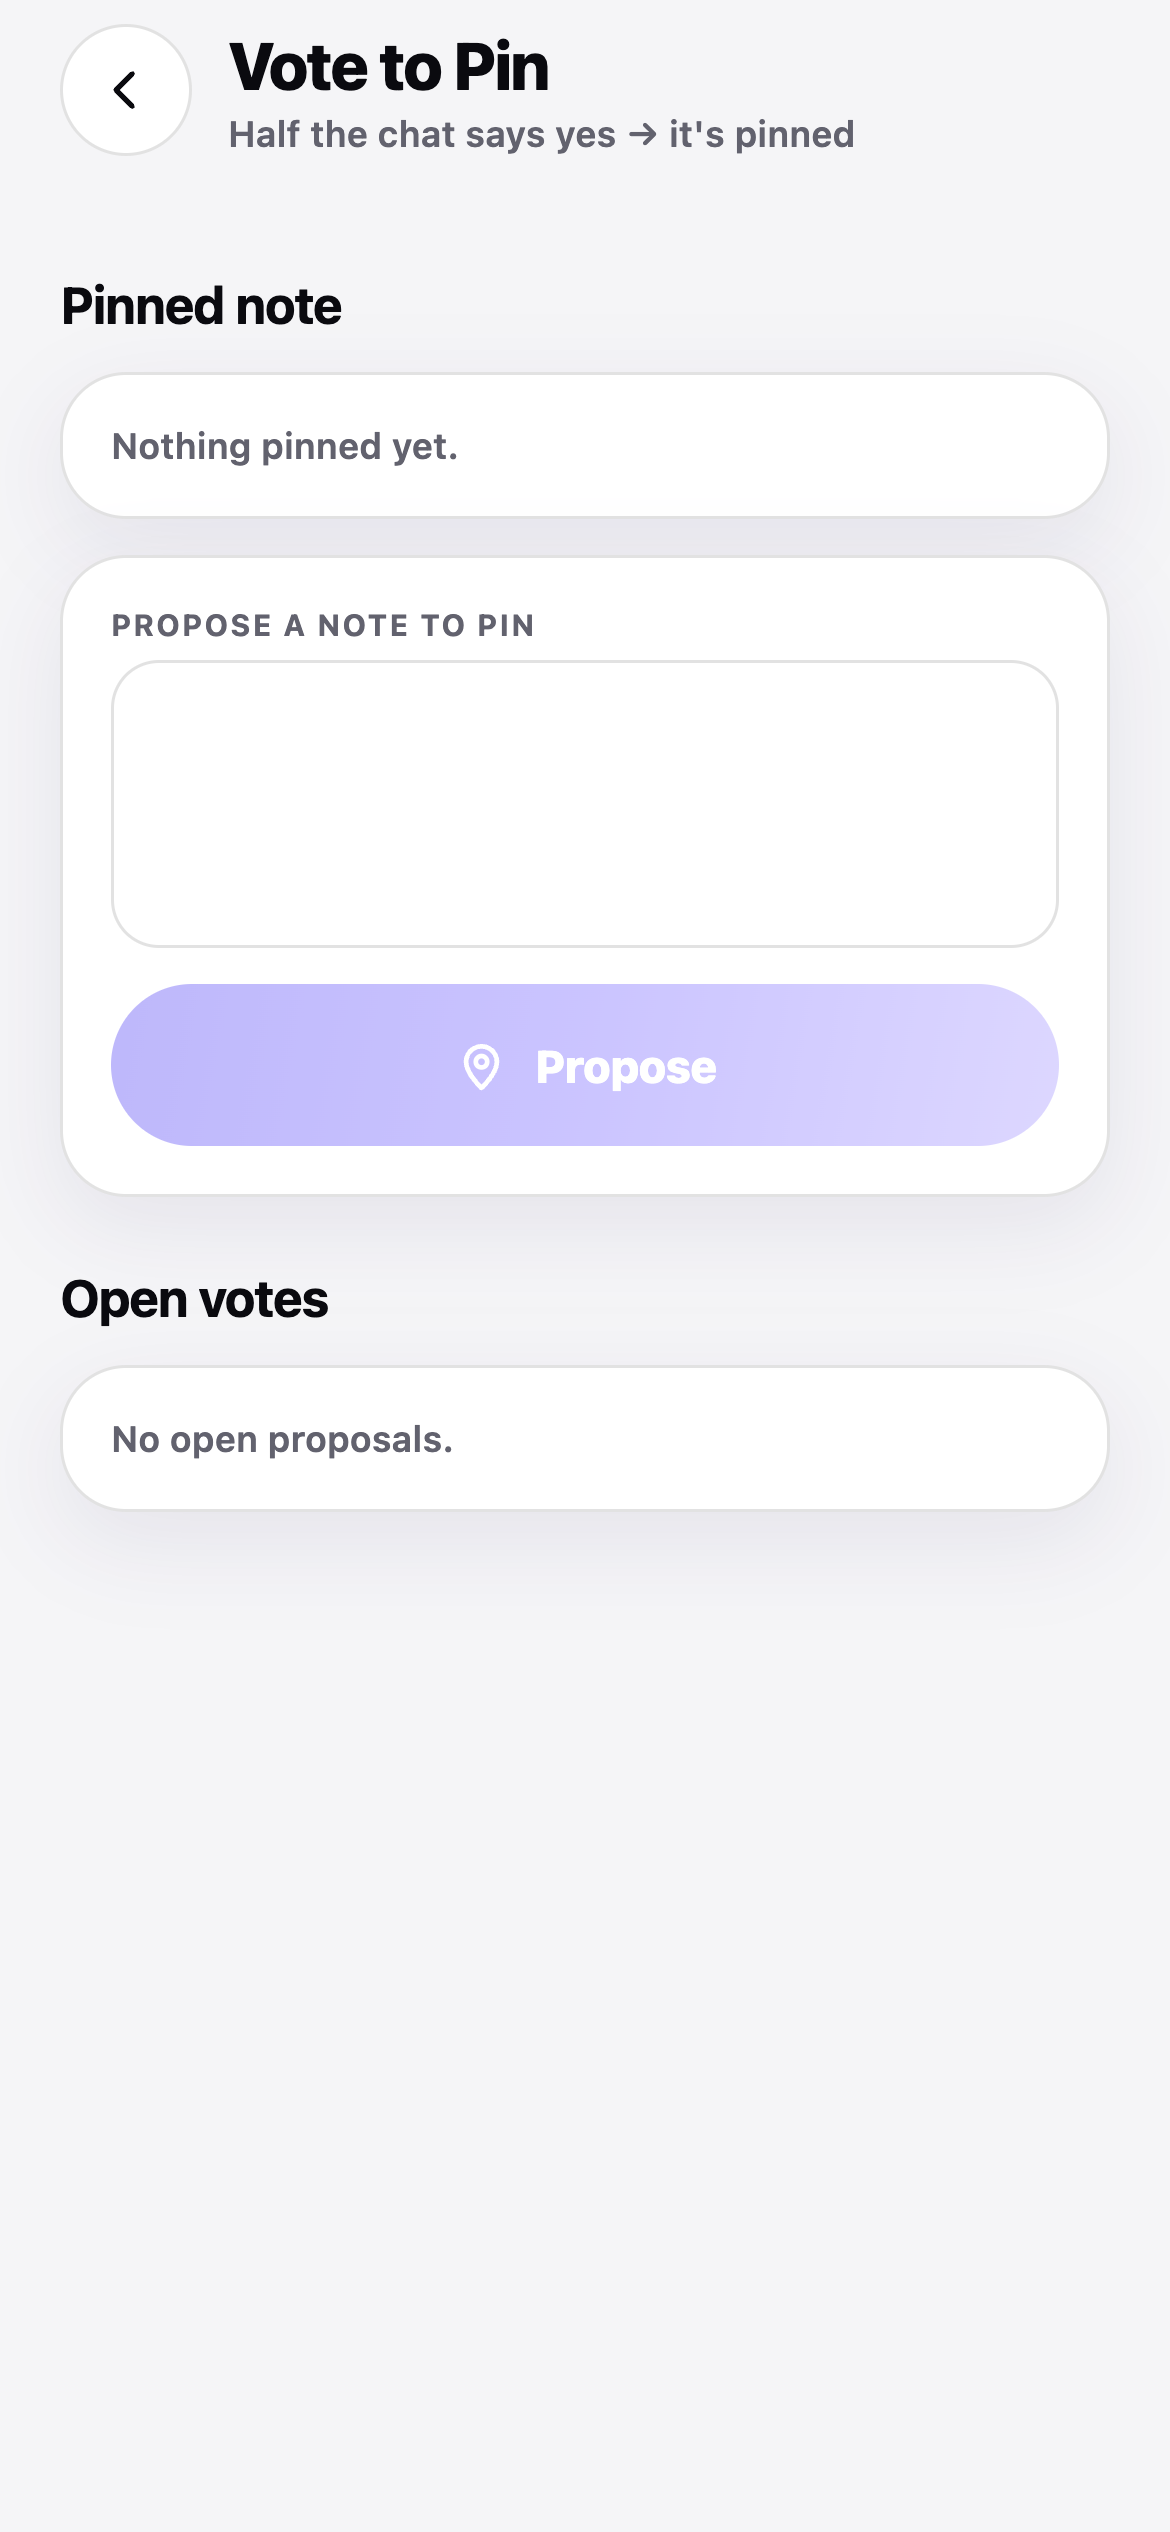 Vote to Pin
Half the chat says yes → it's pinned
Pinned note
Nothing pinned yet.
PROPOSE A NOTE TO PIN
Propose
Open votes
No open proposals.